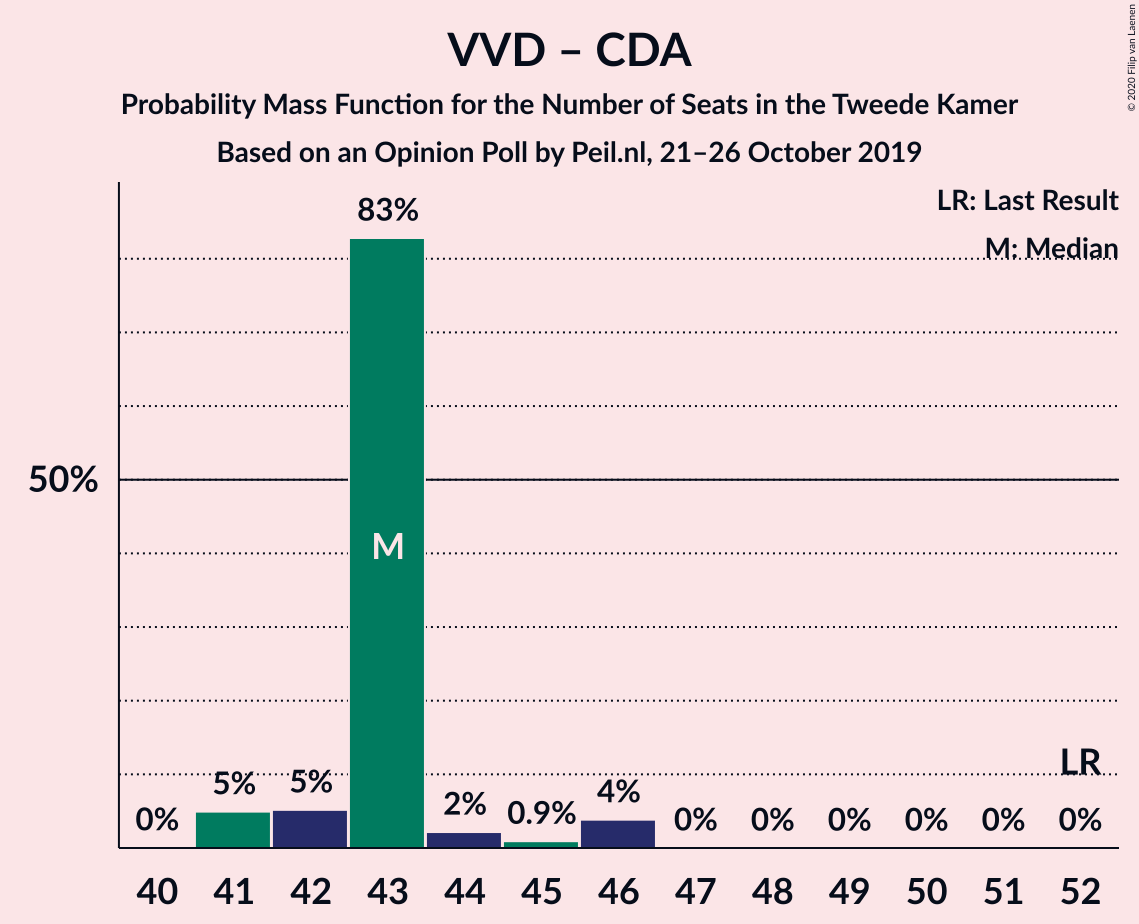 VVD – CDA
Probability Mass Function for the Number of Seats in the Tweede Kamer
Based on an Opinion Poll by Peil.nl, 21–26 October 2019
© 2020 Filip van Laenen
LR: Last Result
M: Median
83%
50%
M
LR
0% 5% 5% 2% 0.9% 4% 0% 0% 0% 0% 0% 0%
40 41 42 43 44 45 46 47 48 49 50 51 52